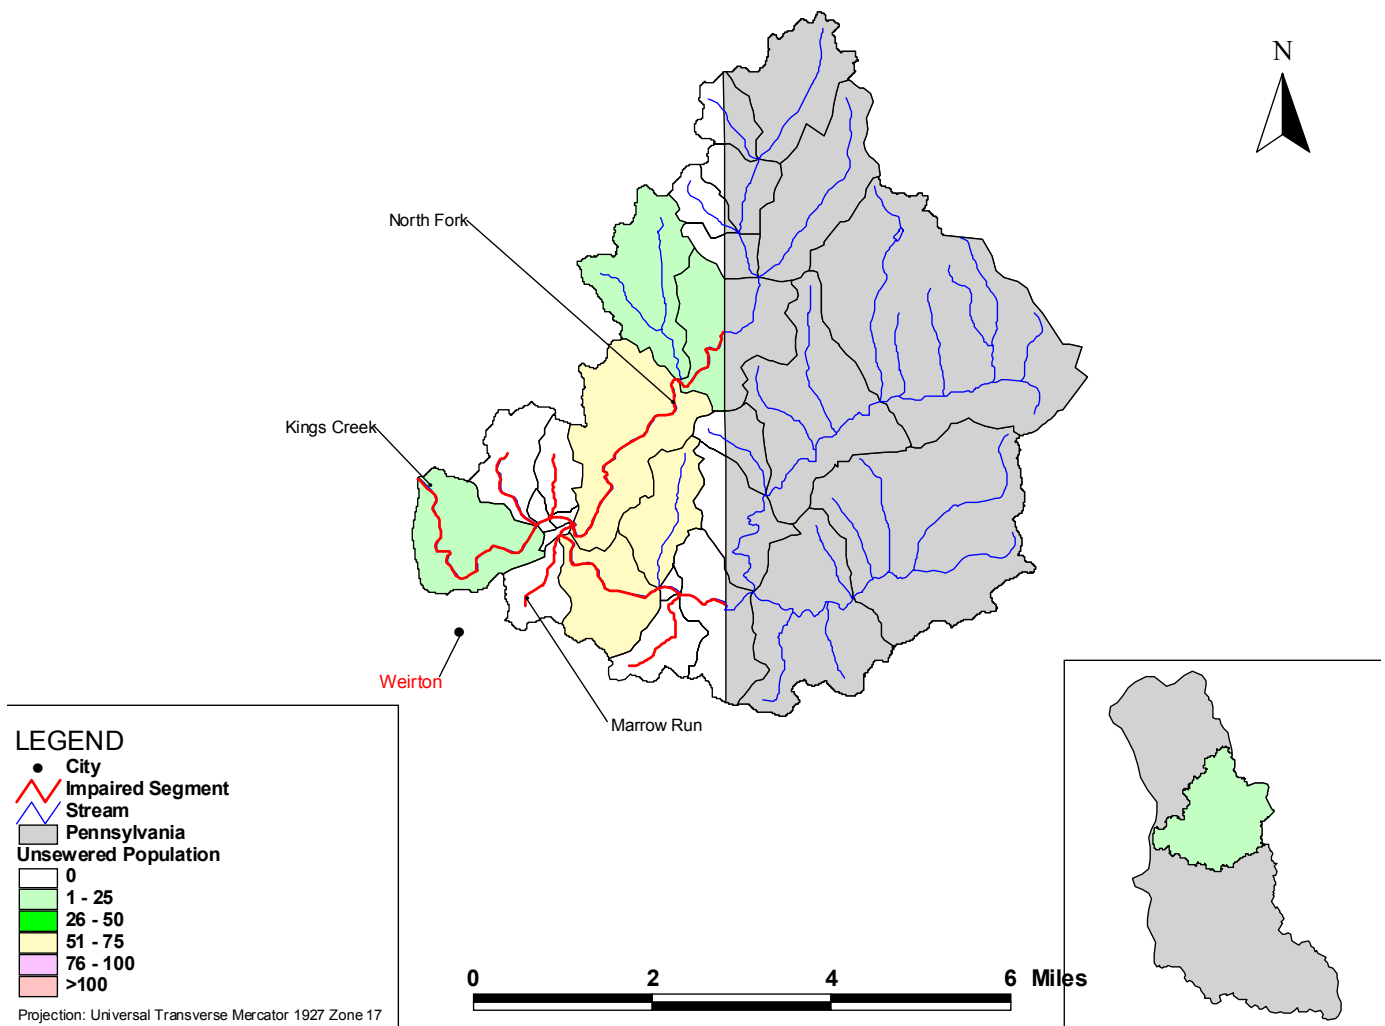 N
North Fork
Kings Creek
Weirton
Marrow Run
LEGEND
City
Impaired Segment
Stream
Pennsylvania
Unsewered Population
0
1 - 25
26 - 50
51 - 75
76 - 100
>100
Projection: Universal Transverse Mercator 1927 Zone 17
0 2 4 6 Miles